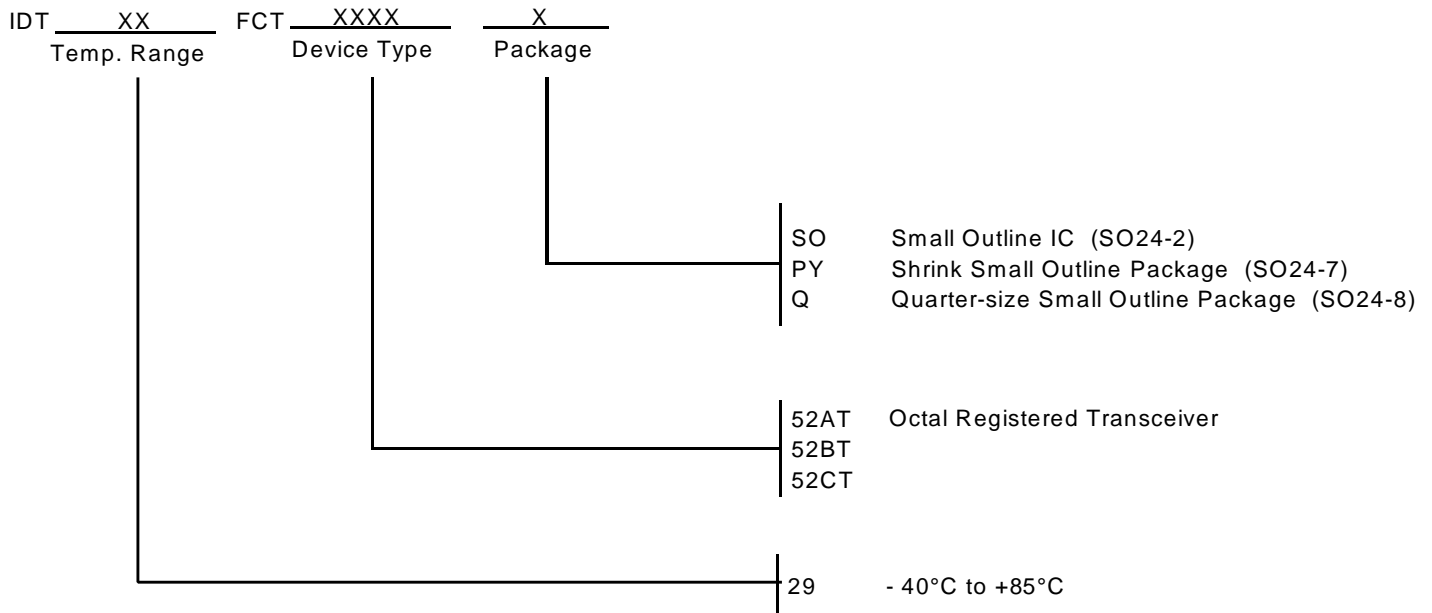 IDT XX FCT XXXX X
Temp. Range Device Type Package
SO Small Outline IC (SO24-2)
PY Shrink Small Outline Package (SO24-7)
Q Quarter-size Small Outline Package (SO24-8)
52AT Octal Registered Transceiver
52BT
52CT
29 - 40°C to +85°C